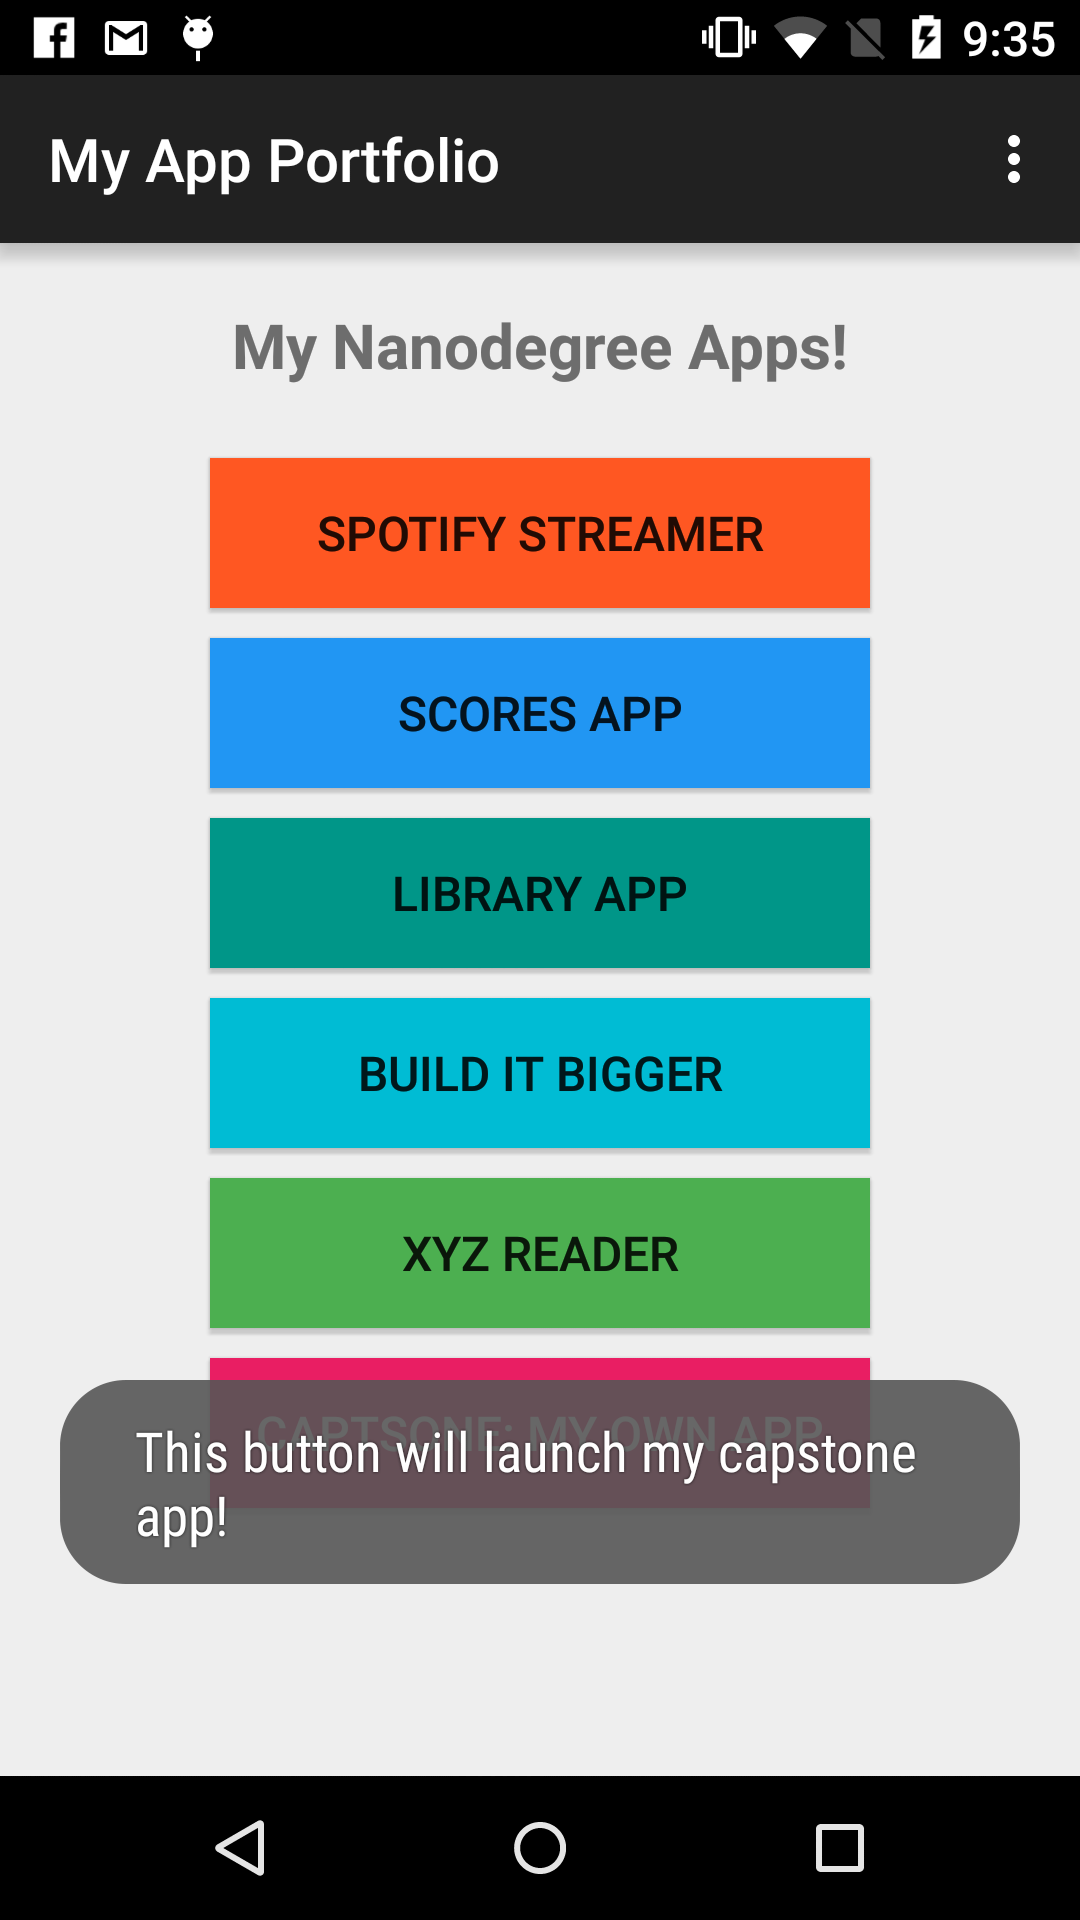 9:35
My App Portfolio
My Nanodegree Apps!
SPOTIFY STREAMER
SCORES APP
LIBRARY APP
BUILD IT BIGGER
XYZ READER
CAPTSONE: MY OWN APP
This button will launch my capstone
app!